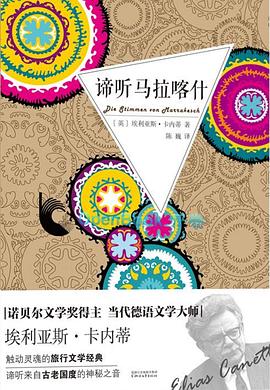 谛听马拉喀什
Die Stimmen von Marrakesch
[英] 埃利亚斯·卡内蒂 著
陈巍 译
诺贝尔文学奖得主 当代德语文学大师
埃利亚斯·卡内蒂
触动灵魂的旅行文学经典
谛听来自古老国度的神秘之音
Elias Canetti